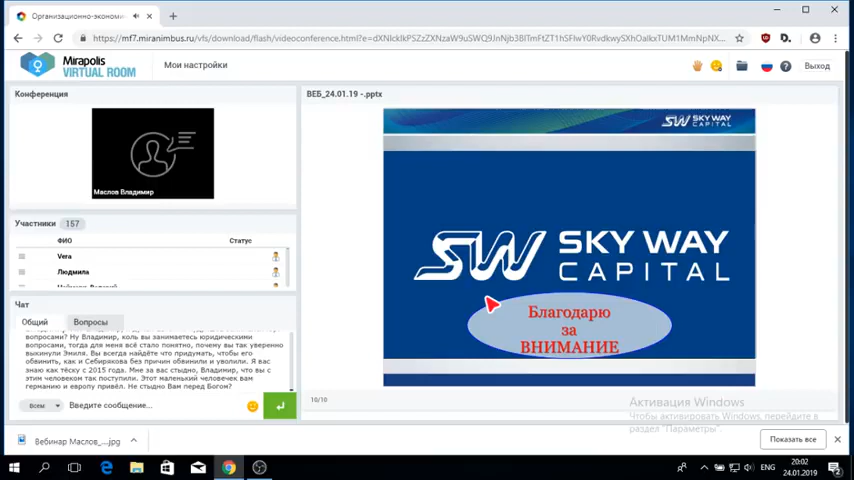 Организационно-эконом
https://mf7.miranimbus.ru/vfs/download/flash/videoconference.html?e=
Mirapolis
VIRTUAL ROOM
Мои настройки
Выход
Конференция
Маслов Владимир
Участники 157
ФИО Статус
Vera
Людмила
Чат
Общий Вопросы
вопросами? Ну Владимир, коль вы занимаетесь юридическими
вопросами, тогда для меня всё стало понятно, почему вы так уверенно
выкинули Эмиля. Вы всегда найдёте что придумать, чтобы его
обвинить, как и Себирякова без причин обвинили и уволили. Я вас
знаю как тёску с 2015 года. Мне за вас стыдно, Владимир, что вы с
этим человеком так поступили. Этот маленький человечек вам
германию и европу привёл. Не стыдно Вам перед Богом?
Всем Введите сообщение...
ВЕБ_24.01.19 -.pptx
SW SKY WAY
CAPITAL
SW SKY WAY
CAPITAL
Благодарю
за
ВНИМАНИЕ
10/10
Активация Windows
Чтобы активировать Windows, перейдите в
раздел "Параметры".
Вебинар Маслов_....jpg
Показать все
ENG
20:02
24.01.2019
2